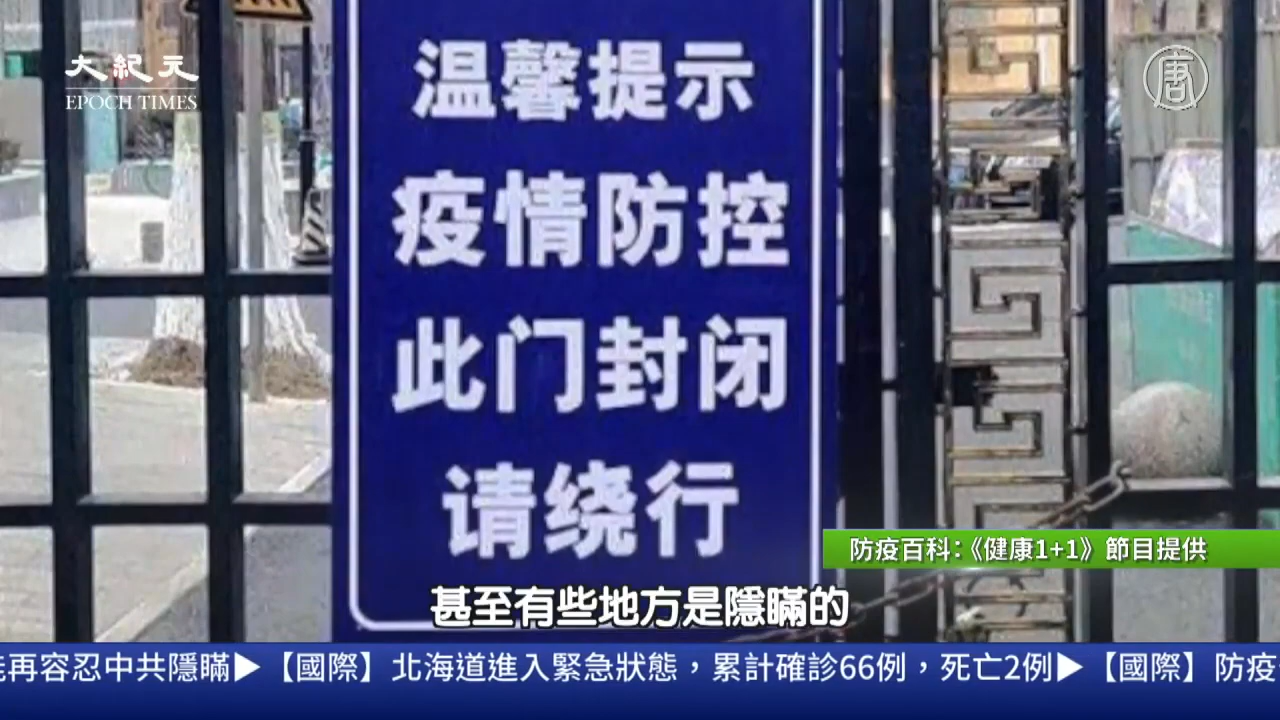 大紀元
EPOCH TIMES
唐
温馨提示
疫情防控
此门封闭
请绕行
防疫百科:《健康1+1》節目提供
甚至有些地方是隱瞞的
再容忍中共隱瞞▶【國際】北海道進入緊急狀態，累計確診66例，死亡2例▶【國際】防疫